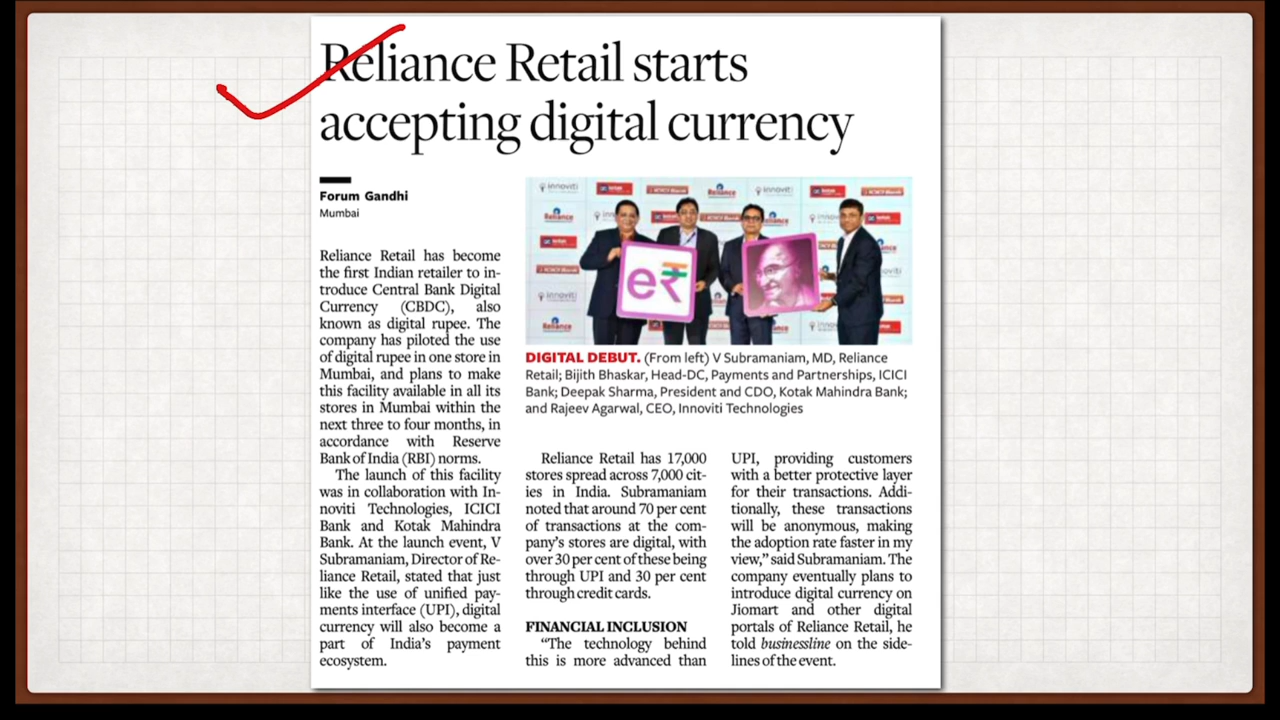 Reliance Retail starts
accepting digital currency
Forum Gandhi
Mumbai
Reliance Retail has become
the first Indian retailer to in-
troduce Central Bank Digital
Currency (CBDC), also
known as digital rupee. The
company has piloted the use
of digital rupee in one store in
Mumbai, and plans to make
this facility available in all its
stores in Mumbai within the
next three to four months, in
accordance with Reserve
Bank of India (RBI) norms.
The launch of this facility
was in collaboration with In-
noviti Technologies, ICICI
Bank and Kotak Mahindra
Bank. At the launch event, V
Subramaniam, Director of Re-
liance Retail, stated that just
like the use of unified pay-
ments interface (UPI), digital
currency will also become a
part of India's payment
ecosystem.
e₹
DIGITAL DEBUT. (From left) V Subramaniam, MD, Reliance
Retail; Bijith Bhaskar, Head-DC, Payments and Partnerships, ICICI
Bank; Deepak Sharma, President and CDO, Kotak Mahindra Bank;
and Rajeev Agarwal, CEO, Innoviti Technologies
Reliance Retail has 17,000
stores spread across 7,000 cit-
ies in India. Subramaniam
noted that around 70 per cent
of transactions at the com-
pany's stores are digital, with
over 30 per cent of these being
through UPI and 30 per cent
through credit cards.
FINANCIAL INCLUSION
"The technology behind
this is more advanced than
UPI, providing customers
with a better protective layer
for their transactions. Addi-
tionally, these transactions
will be anonymous, making
the adoption rate faster in my
view," said Subramaniam. The
company eventually plans to
introduce digital currency on
Jiomart and other digital
portals of Reliance Retail, he
told businessline on the side-
lines of the event.